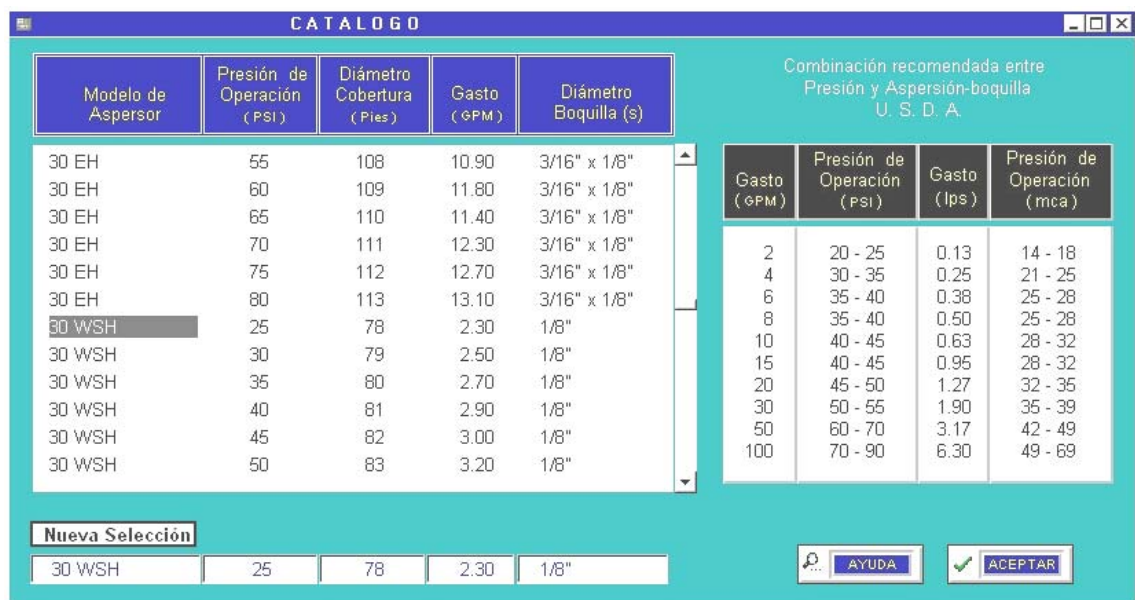 CATALOGO
Modelo de Aspersor
Presión de Operación (PSI)
Diámetro Cobertura (Pies)
Gasto (GPM)
Diámetro Boquilla (s)
30 EH 55 108 10.90 3/16" x 1/8"
30 EH 60 109 11.80 3/16" x 1/8"
30 EH 65 110 11.40 3/16" x 1/8"
30 EH 70 111 12.30 3/16" x 1/8"
30 EH 75 112 12.70 3/16" x 1/8"
30 EH 80 113 13.10 3/16" x 1/8"
30 WSH 25 78 2.30 1/8"
30 WSH 30 79 2.50 1/8"
30 WSH 35 80 2.70 1/8"
30 WSH 40 81 2.90 1/8"
30 WSH 45 82 3.00 1/8"
30 WSH 50 83 3.20 1/8"
Nueva Selección
30 WSH 25 78 2.30 1/8"
Combinación recomendada entre
Presión y Aspersión-boquilla
U. S. D. A.
Gasto (GPM)
Presión de Operación (PSI)
Gasto (lps)
Presión de Operación (mca)
2 20 - 25 0.13 14 - 18
4 30 - 35 0.25 21 - 25
6 35 - 40 0.38 25 - 28
8 35 - 40 0.50 25 - 28
10 40 - 45 0.63 28 - 32
15 40 - 45 0.95 28 - 32
20 45 - 50 1.27 32 - 35
30 50 - 55 1.90 35 - 39
50 60 - 70 3.17 42 - 49
100 70 - 90 6.30 49 - 69
AYUDA
ACEPTAR